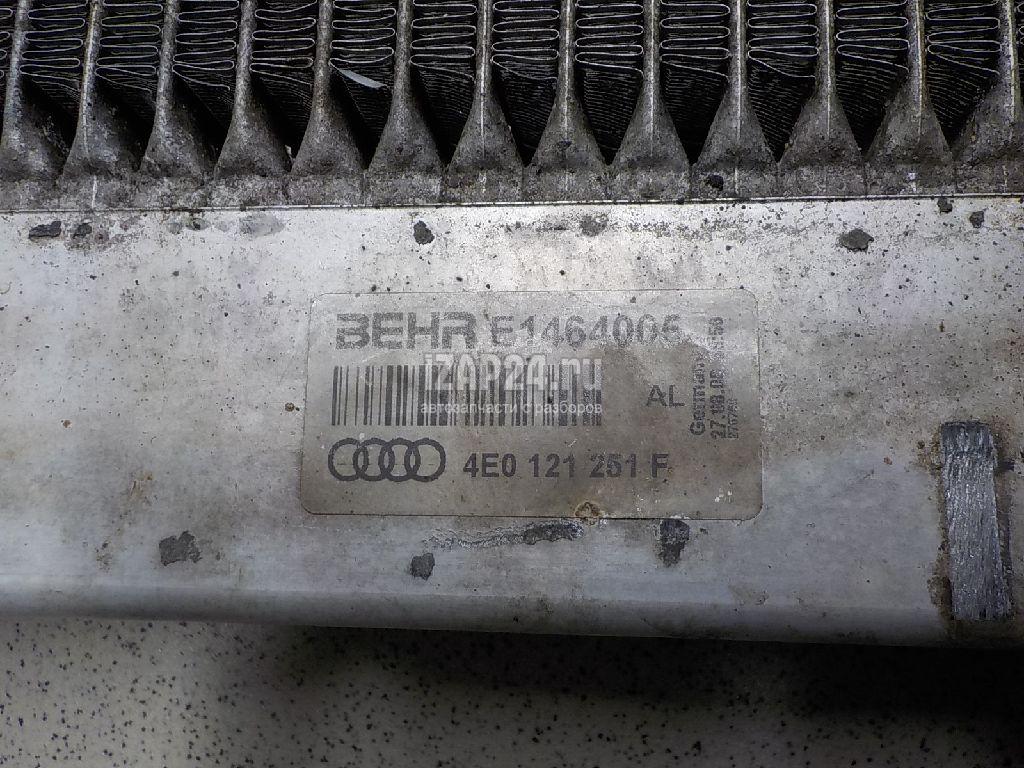 BEHR E1464005
iZAP24.ru
автозапчасти с разборов
AL
Germany
4E0 121 251 F